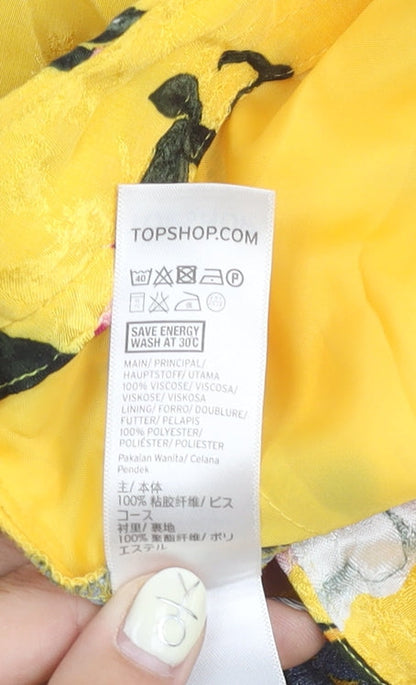 TOPSHOP.COM
40 P
SAVE ENERGY
WASH AT 30C
MAIN/ PRINCIPAL/
HAUPTSTOFF/ UTAMA
100% VISCOSE/ VISCOSA/
VISKOSE/ VISKOSA
LINING/ FORRO/ DOUBLURE/
FUTTER/ PELAPIS
100% POLYESTER/
POLIÉSTER/ POLIESTER
Pakaian Wanita/ Celana
Pendek
主/ 本体
100% 粘胶纤维/ ビス
コース
衬里/ 裏地
100% 聚酯纤维/ ポリ
エステル